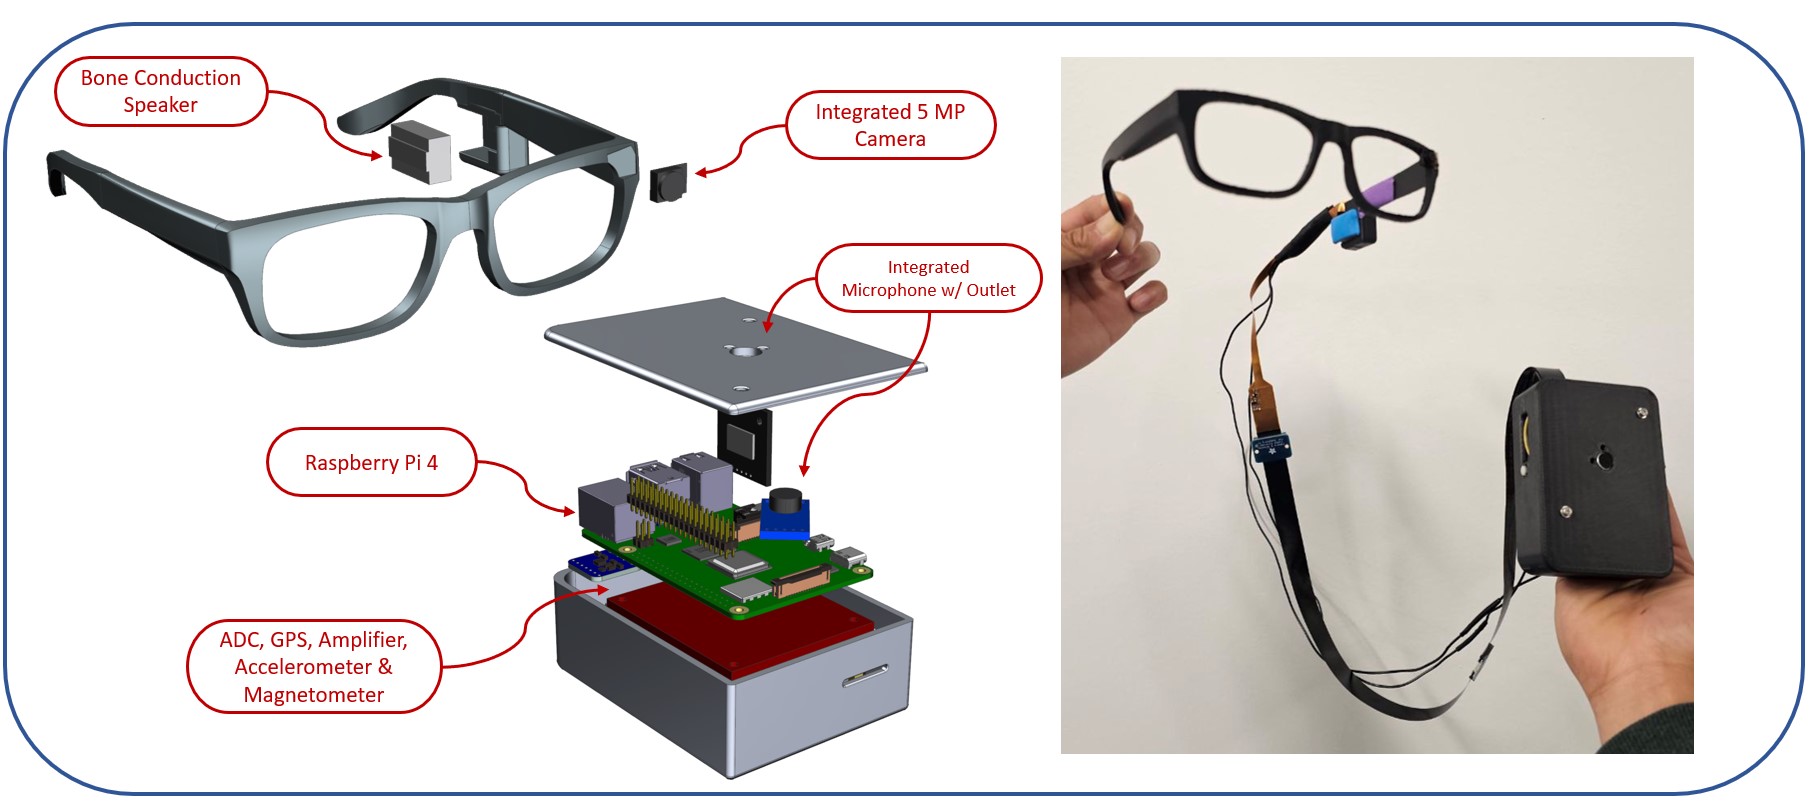 Bone Conduction
Speaker
Integrated 5 MP
Camera
Integrated
Microphone w/ Outlet
Raspberry Pi 4
ADC, GPS, Amplifier,
Accelerometer &
Magnetometer